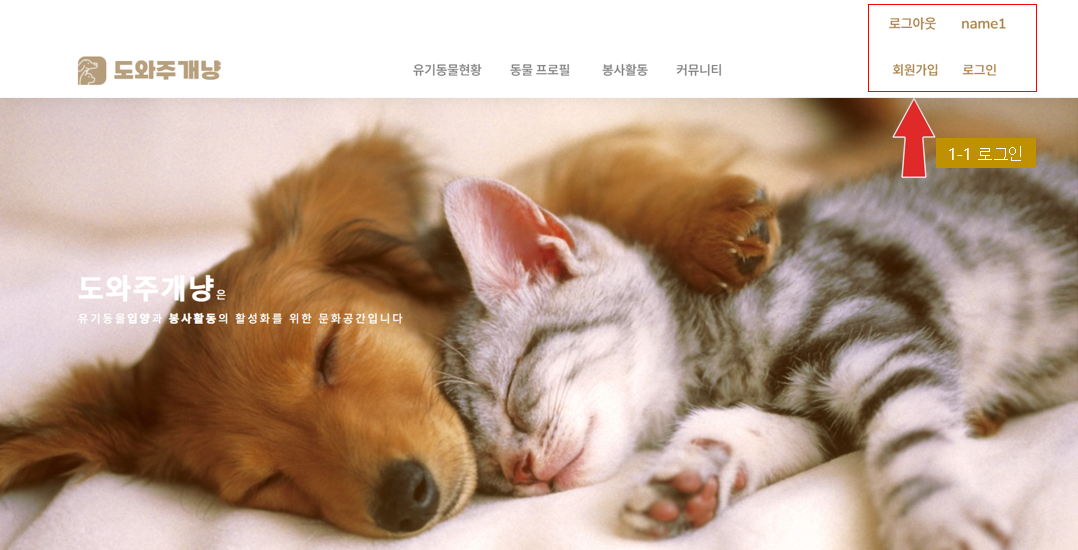 로그아웃 name1
도와주개냥 유기동물현황 동물 프로필 봉사활동 커뮤니티 회원가입 로그인
1-1 로그인
도와주개냥은
유기동물입양과 봉사활동의 활성화를 위한 문화공간입니다